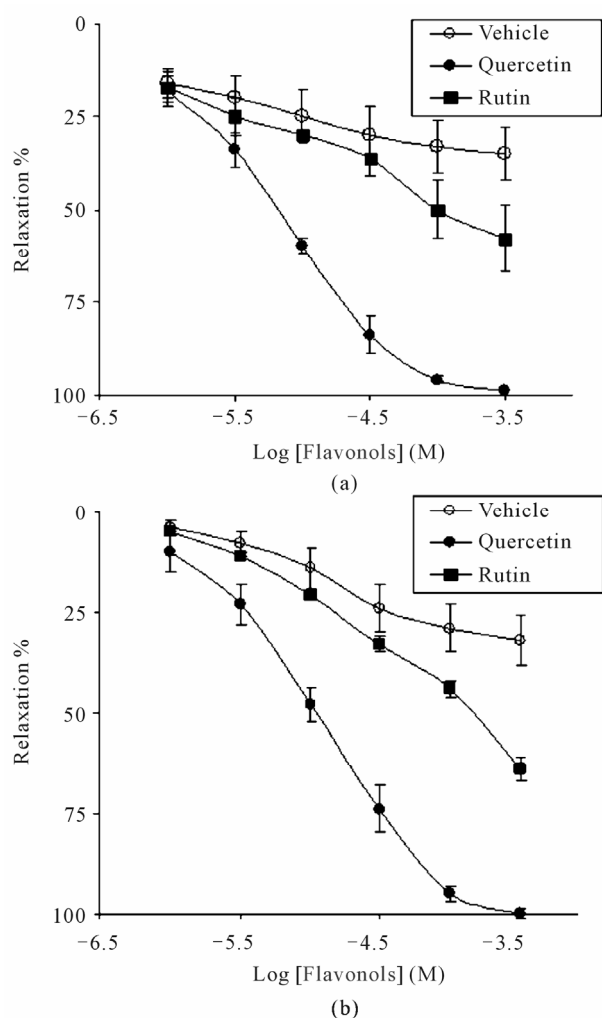 Vehicle
Quercetin
Rutin
0
25
50
75
100
Relaxation %
−6.5 −5.5 −4.5 −3.5
Log [Flavonols] (M)
(a)
Vehicle
Quercetin
Rutin
0
25
50
75
100
Relaxation %
−6.5 −5.5 −4.5 −3.5
Log [Flavonols] (M)
(b)